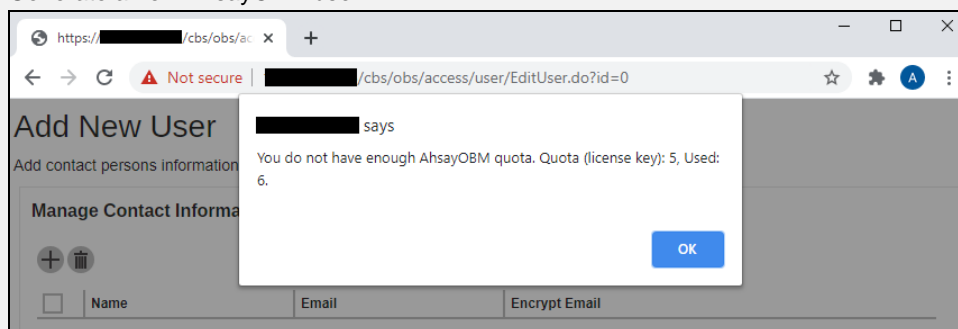 https:// /cbs/obs/ac
Not secure | /cbs/obs/access/user/EditUser.do?id=0
A
Add New User
says
Add contact persons information
You do not have enough AhsayOBM quota. Quota (license key): 5, Used:
6.
Manage Contact Informa
OK
Name Email Encrypt Email